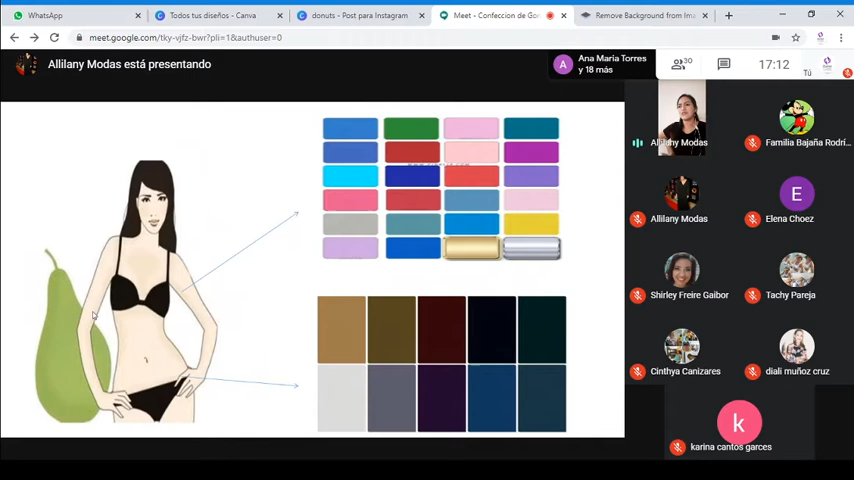 WhatsApp
Todos tus diseños - Canva
donuts - Post para Instagram
Meet - Confeccion de Go
Remove Background from Ima
meet.google.com/tky-vjfz-bwr?pli=1&authuser=0
Allilany Modas está presentando
A
Ana Maria Torres
y 18 más
30
17:12
Tú
Allilany Modas
Familia Bajaña Rodrí...
Allilany Modas
E
Elena Choez
Shirley Freire Gaibor
Tachy Pareja
Cinthya Canizares
diali muñoz cruz
k
karina cantos garces